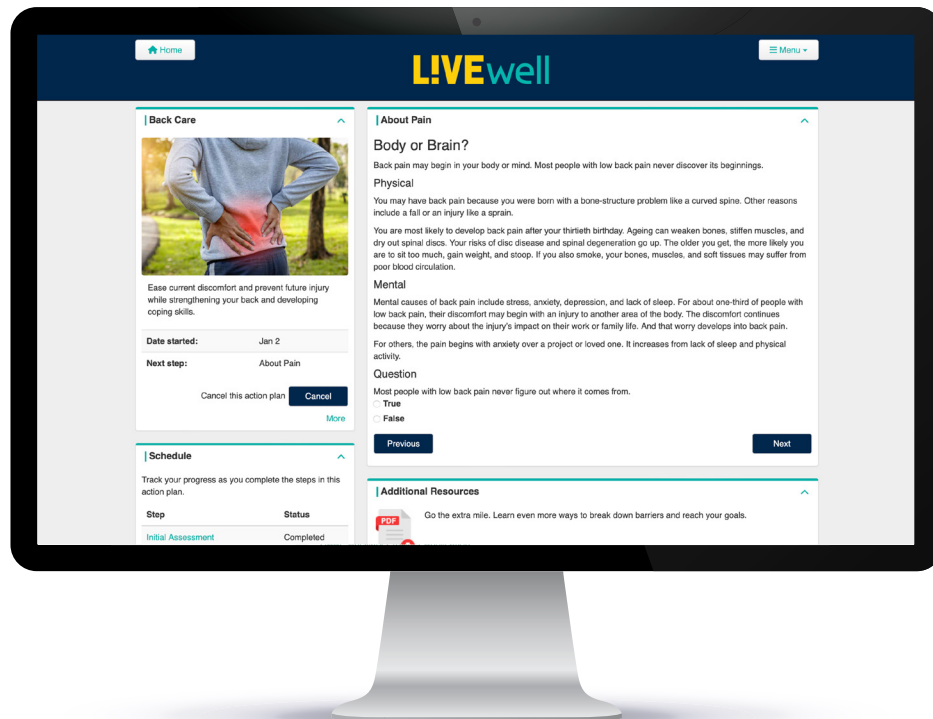 Home
L!VEwell
Menu
Back Care
Ease current discomfort and prevent future injury
while strengthening your back and developing
coping skills.
Date started: Jan 2
Next step: About Pain
Cancel this action plan Cancel
More
Schedule
Track your progress as you complete the steps in this
action plan.
Step Status
Initial Assessment Completed
About Pain
Body or Brain?
Back pain may begin in your body or mind. Most people with low back pain never discover its beginnings.
Physical
You may have back pain because you were born with a bone-structure problem like a curved spine. Other reasons
include a fall or an injury like a sprain.
You are most likely to develop back pain after your thirtieth birthday. Ageing can weaken bones, stiffen muscles, and
dry out spinal discs. Your risks of disc disease and spinal degeneration go up. The older you get, the more likely you
are to sit too much, gain weight, and stoop. If you also smoke, your bones, muscles, and soft tissues may suffer from
poor blood circulation.
Mental
Mental causes of back pain include stress, anxiety, depression, and lack of sleep. For about one-third of people with
low back pain, their discomfort may begin with an injury to another area of the body. The discomfort continues
because they worry about the injury's impact on their work or family life. And that worry develops into back pain.
For others, the pain begins with anxiety over a project or loved one. It increases from lack of sleep and physical
activity.
Question
Most people with low back pain never figure out where it comes from.
True
False
Previous
Next
Additional Resources
PDF
Go the extra mile. Learn even more ways to break down barriers and reach your goals.